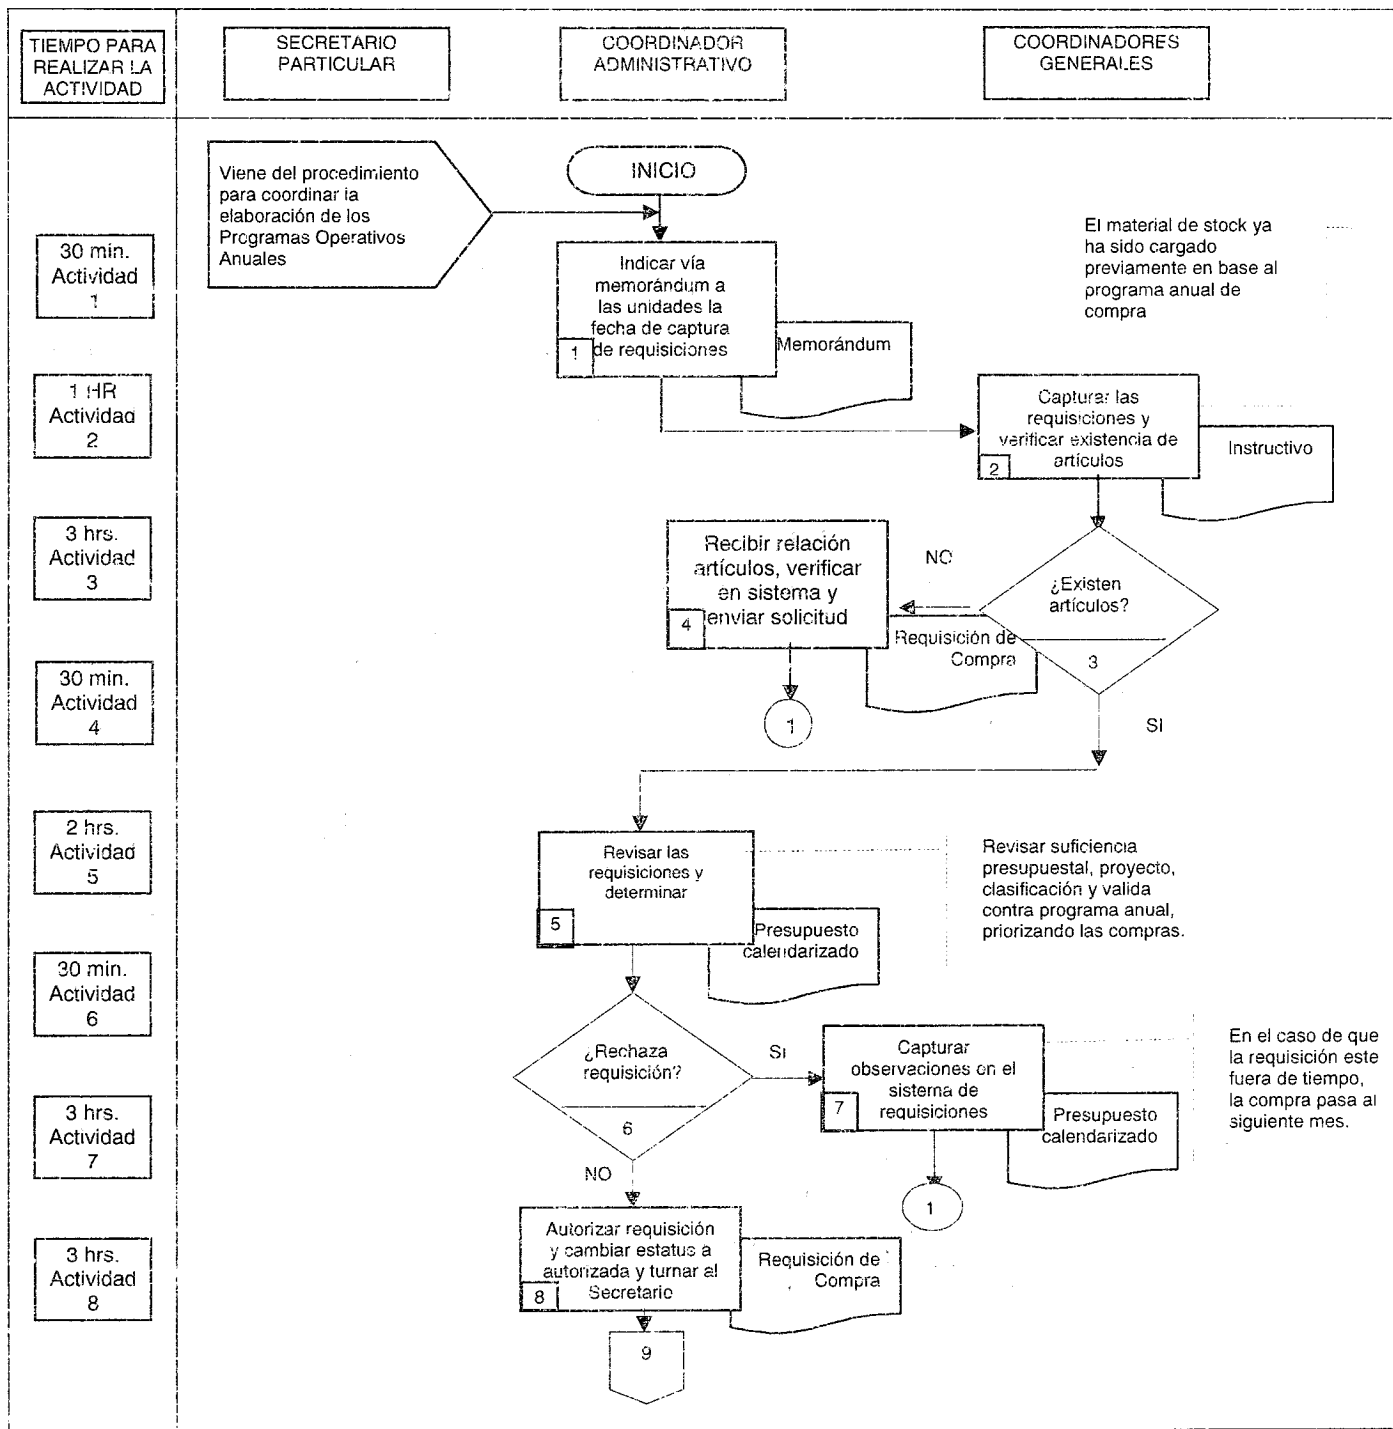 TIEMPO PARA
REALIZAR LA
ACTIVIDAD
SECRETARIO
PARTICULAR
COORDINADOR
ADMINISTRATIVO
COORDINADORES
GENERALES
Viene del procedimiento
para coordinar la
elaboración de los
Programas Operativos
Anuales
INICIO
30 min.
Actividad
1
Indicar vía
memorándum a
las unidades la
fecha de captura
de requisiciones
1
Memorándum
El material de stock ya
ha sido cargado
previamente en base al
programa anual de
compra
1 HR
Actividad
2
Capturar las
requisiciones y
verificar existencia de
artículos
2
Instructivo
3 hrs.
Actividad
3
Recibir relación
artículos, verificar
en sistema y
enviar solicitud
4
Requisición de
Compra
NO
¿Existen
artículos?
3
30 min.
Actividad
4
1
SI
2 hrs.
Actividad
5
Revisar las
requisiciones y
determinar
5
Presupuesto
calendarizado
Revisar suficiencia
presupuestal, proyecto,
clasificación y valida
contra programa anual,
priorizando las compras.
30 min.
Actividad
6
¿Rechaza
requisición?
6
SI
Capturar
observaciones en el
sistema de
requisiciones
7
Presupuesto
calendarizado
En el caso de que
la requisición este
fuera de tiempo,
la compra pasa al
siguiente mes.
3 hrs.
Actividad
7
NO
1
3 hrs.
Actividad
8
Autorizar requisición
y cambiar estatus a
autorizada y turnar al
Secretario
8
Requisición de
Compra
9